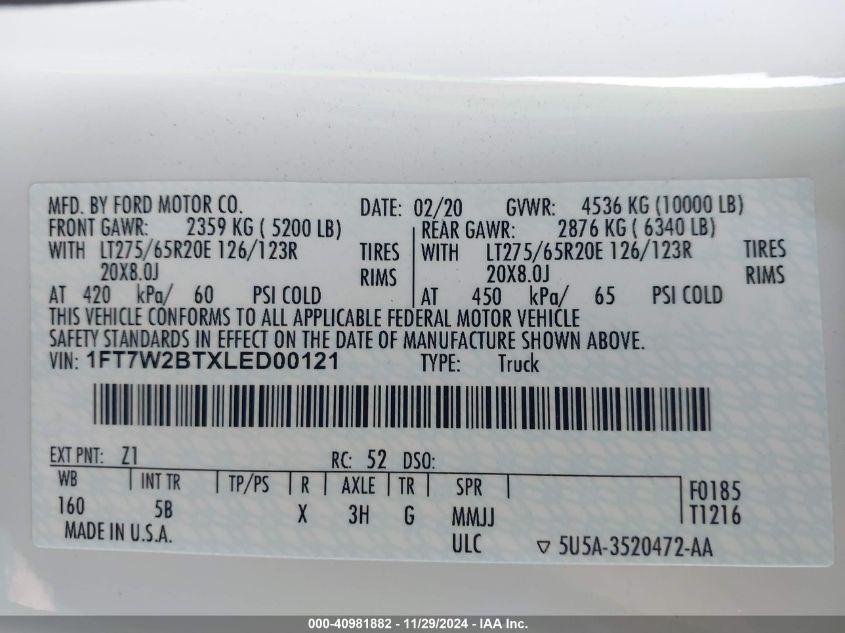 MFD. BY FORD MOTOR CO. DATE: 02/20 GVWR: 4536 KG (10000 LB)
FRONT GAWR: 2359 KG ( 5200 LB) REAR GAWR: 2876 KG ( 6340 LB)
WITH LT275/65R20E 126/123R TIRES WITH LT275/65R20E 126/123R TIRES
20X8.0J RIMS 20X8.0J RIMS
AT 420 kPa/ 60 PSI COLD AT 450 kPa/ 65 PSI COLD
THIS VEHICLE CONFORMS TO ALL APPLICABLE FEDERAL MOTOR VEHICLE
SAFETY STANDARDS IN EFFECT ON THE DATE OF MANUFACTURE SHOWN ABOVE.
VIN: 1FT7W2BTXLED00121 TYPE: Truck
EXT PNT: Z1 RC: 52 DSO:
WB INT TR TP/PS R AXLE TR SPR F0185
160 5B X 3H G MMJJ T1216
MADE IN U.S.A. ULC ▽ 5U5A-3520472-AA
000-40981882 - 11/29/2024 - IAA Inc.